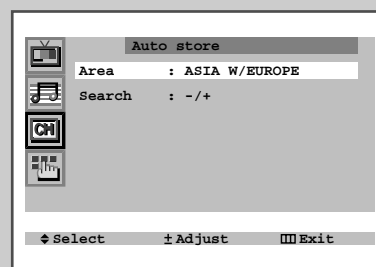 Auto store
Area : ASIA W/EUROPE
Search : -/+
CH
Select ± Adjust Exit